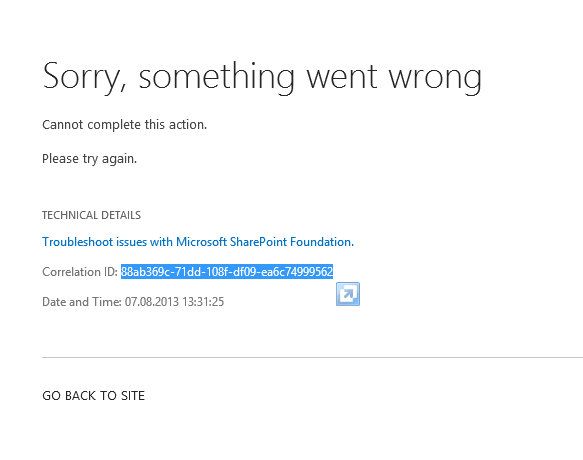 Sorry, something went wrong
Cannot complete this action.
Please try again.
TECHNICAL DETAILS
Troubleshoot issues with Microsoft SharePoint Foundation.
Correlation ID: 88ab369c-71dd-108f-df09-ea6c74999562
Date and Time: 07.08.2013 13:31:25
GO BACK TO SITE